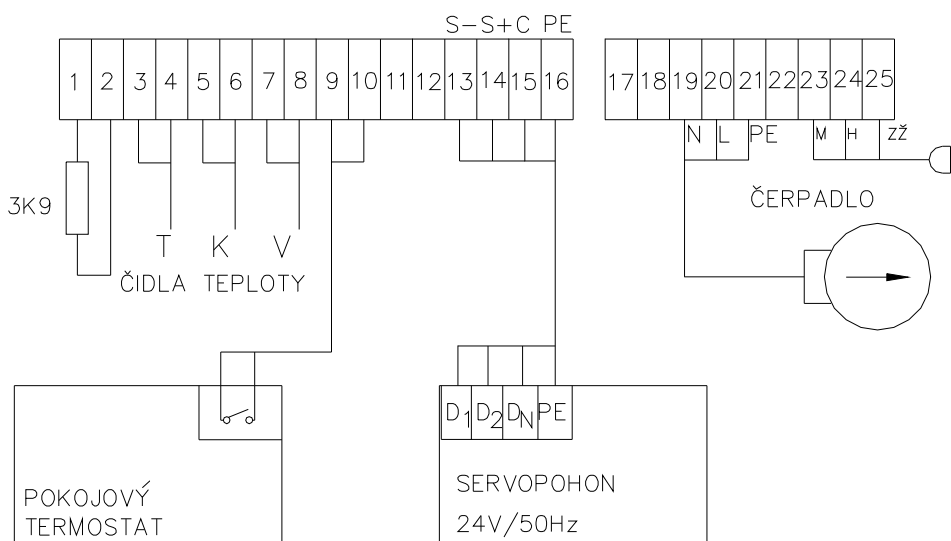 S-S+C PE
1 2 3 4 5 6 7 8 9 10 11 12 13 14 15 16 17 18 19 20 21 22 23 24 25
N L PE M H ZŽ
3K9
ČERPADLO
T K V
ČIDLA TEPLOTY
D1 D2 DN PE
POKOJOVÝ
TERMOSTAT
SERVOPOHON
24V/50Hz